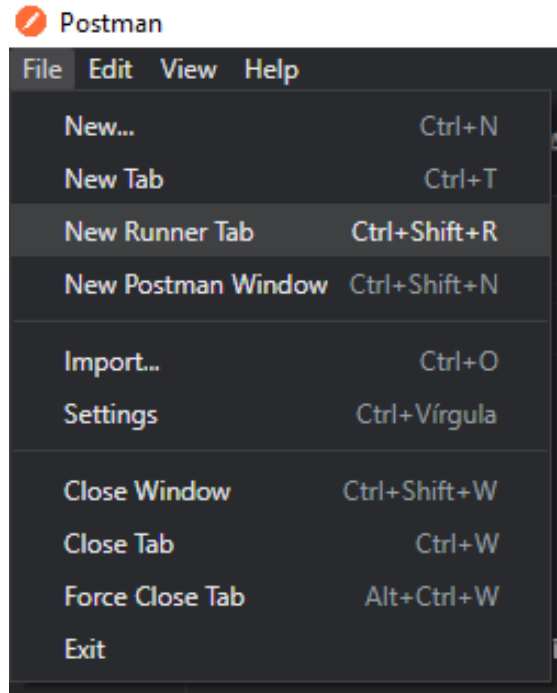 Postman
File Edit View Help
New... Ctrl+N
New Tab Ctrl+T
New Runner Tab Ctrl+Shift+R
New Postman Window Ctrl+Shift+N
Import... Ctrl+O
Settings Ctrl+Vírgula
Close Window Ctrl+Shift+W
Close Tab Ctrl+W
Force Close Tab Alt+Ctrl+W
Exit